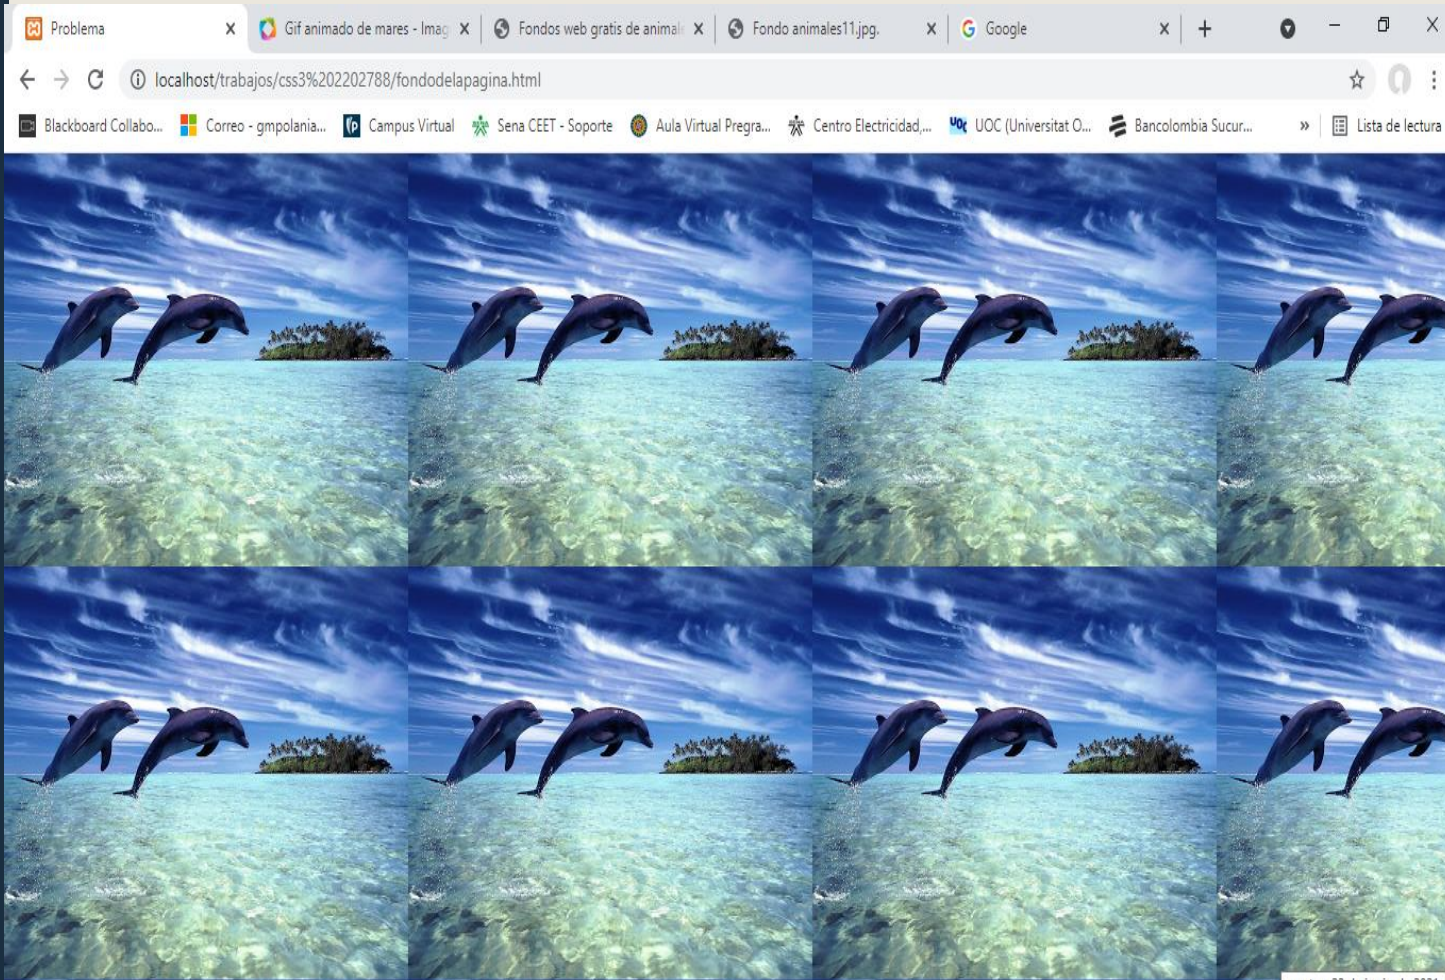 Problema Gif animado de mares - Imag Fondos web gratis de animale Fondo animales11.jpg. Google
localhost/trabajos/css3%202202788/fondodelapagina.html
Blackboard Collabo... Correo - gmpolania... Campus Virtual Sena CEET - Soporte Aula Virtual Pregra... Centro Electricidad,... UOC (Universitat O... Bancolombia Sucur... » Lista de lectura